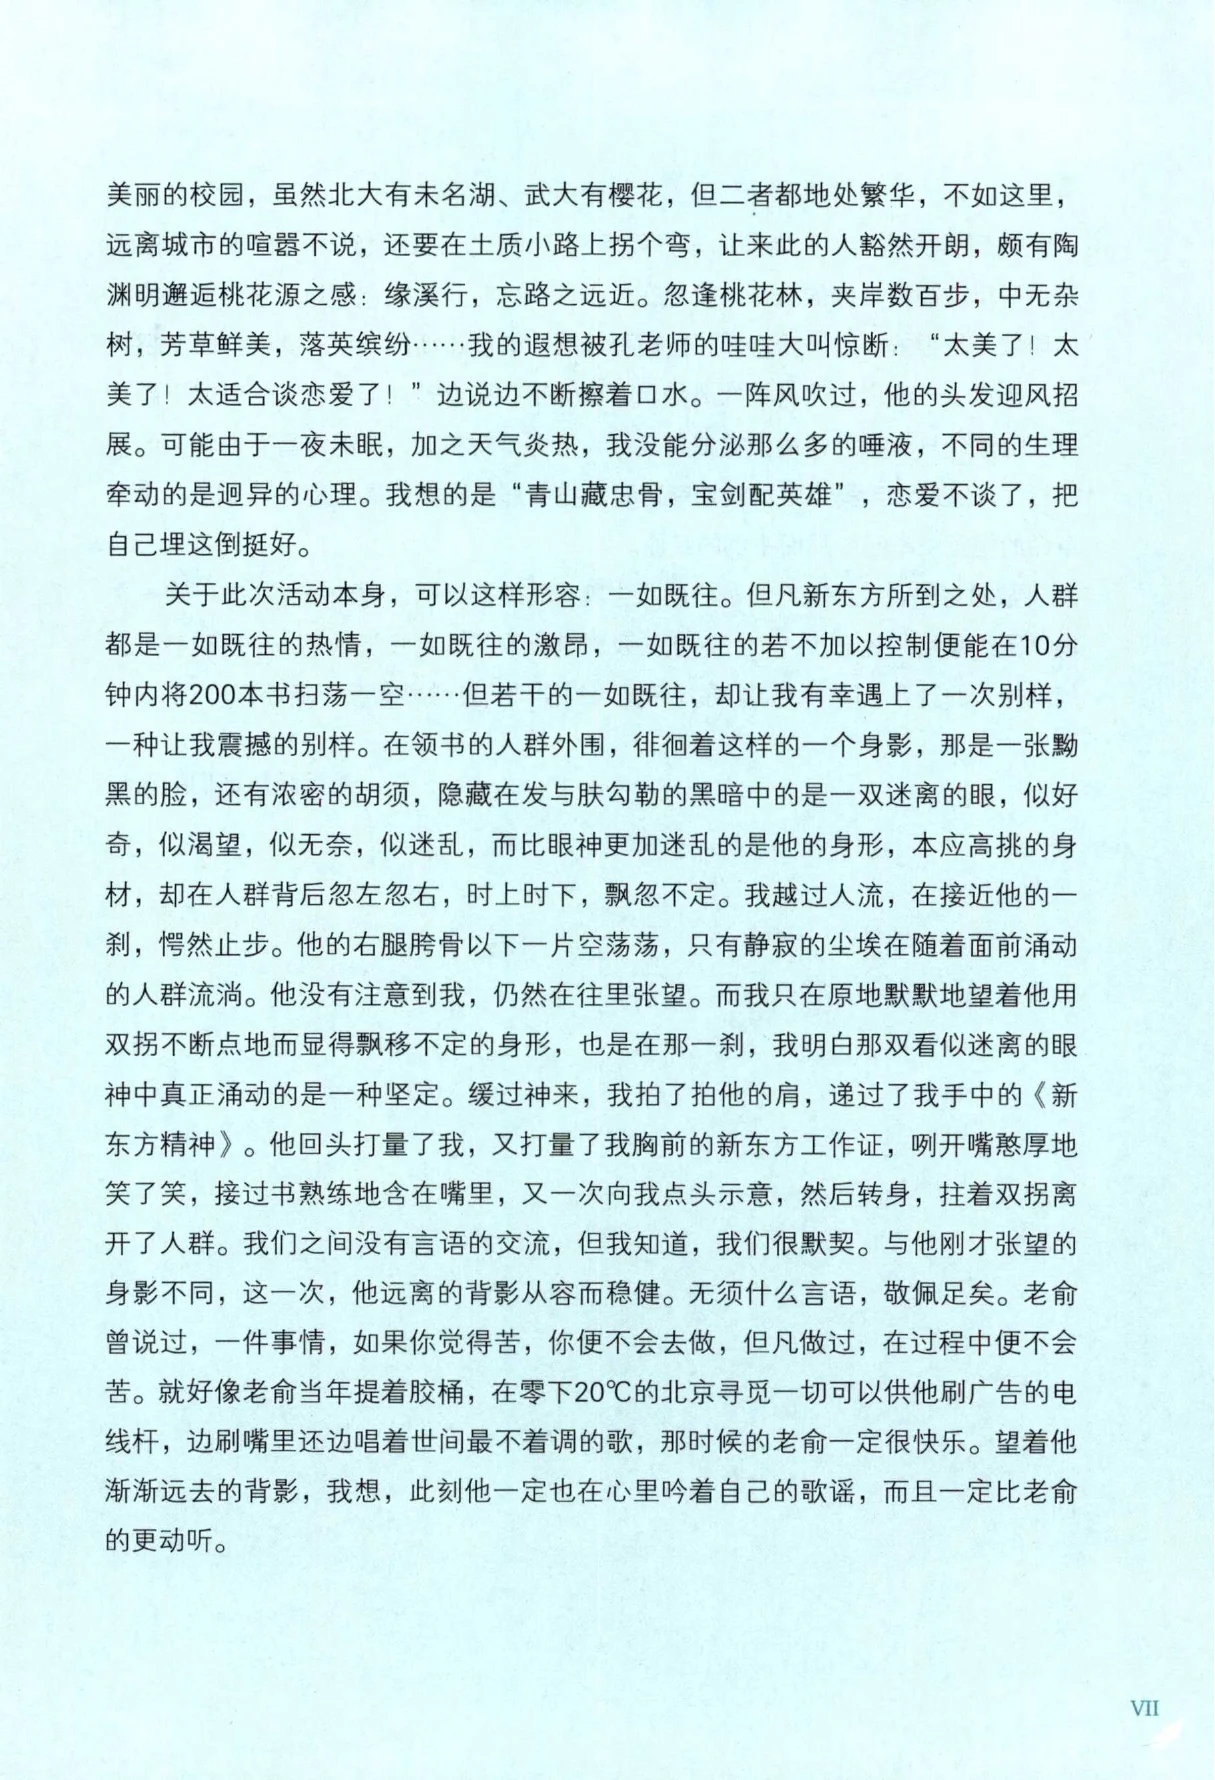 美丽的校园，虽然北大有未名湖、武大有樱花，但二者都地处繁华，不如这里，
远离城市的喧嚣不说，还要在土质小路上拐个弯，让来此的人豁然开朗，颇有陶
渊明邂逅桃花源之感：缘溪行，忘路之远近。忽逢桃花林，夹岸数百步，中无杂
树，芳草鲜美，落英缤纷……我的遐想被孔老师的哇哇大叫惊断：“太美了！太
美了！太适合谈恋爱了！”边说边不断擦着口水。一阵风吹过，他的头发迎风招
展。可能由于一夜未眠，加之天气炎热，我没能分泌那么多的唾液，不同的生理
牵动的是迥异的心理。我想的是“青山藏忠骨，宝剑配英雄”，恋爱不谈了，把
自己埋这倒挺好。
关于此次活动本身，可以这样形容：一如既往。但凡新东方所到之处，人群
都是一如既往的热情，一如既往的激昂，一如既往的若不加以控制便能在10分
钟内将200本书扫荡一空……但若干的一如既往，却让我有幸遇上了一次别样，
一种让我震撼的别样。在领书的人群外围，徘徊着这样的一个身影，那是一张黝
黑的脸，还有浓密的胡须，隐藏在发与肤勾勒的黑暗中的是一双迷离的眼，似好
奇，似渴望，似无奈，似迷乱，而比眼神更加迷乱的是他的身形，本应高挑的身
材，却在人群背后忽左忽右，时上时下，飘忽不定。我越过人流，在接近他的一
刹，愕然止步。他的右腿胯骨以下一片空荡荡，只有静寂的尘埃在随着面前涌动
的人群流淌。他没有注意到我，仍然在往里张望。而我只在原地默默地望着他用
双拐不断点地而显得飘移不定的身形，也是在那一刹，我明白那双看似迷离的眼
神中真正涌动的是一种坚定。缓过神来，我拍了拍他的肩，递过了我手中的《新
东方精神》。他回头打量了我，又打量了我胸前的新东方工作证，咧开嘴憨厚地
笑了笑，接过书熟练地含在嘴里，又一次向我点头示意，然后转身，拄着双拐离
开了人群。我们之间没有言语的交流，但我知道，我们很默契。与他刚才张望的
身影不同，这一次，他远离的背影从容而稳健。无须什么言语，敬佩足矣。老俞
曾说过，一件事情，如果你觉得苦，你便不会去做，但凡做过，在过程中便不会
苦。就好像老俞当年提着胶桶，在零下20℃的北京寻觅一切可以供他刷广告的电
线杆，边刷嘴里还边唱着世间最不着调的歌，那时候的老俞一定很快乐。望着他
渐渐远去的背影，我想，此刻他一定也在心里吟着自己的歌谣，而且一定比老俞
的更动听。
VII